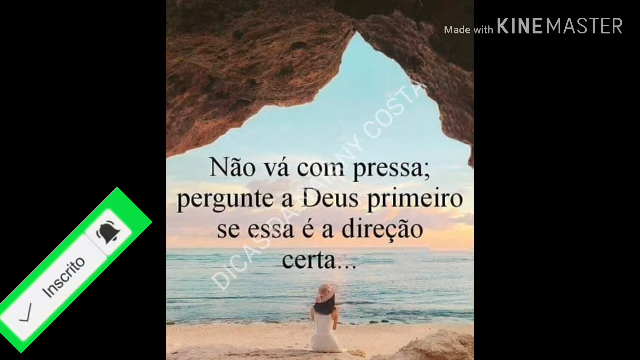 Made with KINEMASTER
Não vá com pressa;
pergunte a Deus primeiro
se essa é a direção
certa...
Inscrito